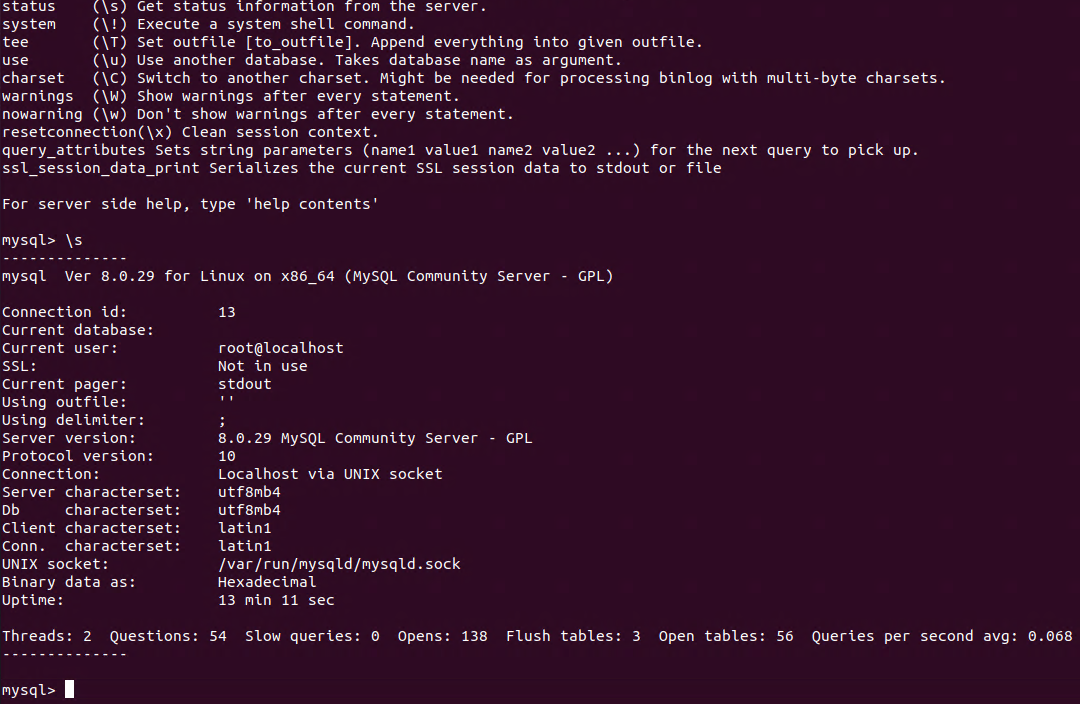 status    (\s) Get status information from the server.
system    (\!) Execute a system shell command.
tee       (\T) Set outfile [to_outfile]. Append everything into given outfile.
use       (\u) Use another database. Takes database name as argument.
charset   (\C) Switch to another charset. Might be needed for processing binlog with multi-byte charsets.
warnings  (\W) Show warnings after every statement.
nowarning (\w) Don't show warnings after every statement.
resetconnection(\x) Clean session context.
query_attributes Sets string parameters (name1 value1 name2 value2 ...) for the next query to pick up.
ssl_session_data_print Serializes the current SSL session data to stdout or file
For server side help, type 'help contents'
mysql> \s
--------------
mysql  Ver 8.0.29 for Linux on x86_64 (MySQL Community Server - GPL)
Connection id:          13
Current database:
Current user:           root@localhost
SSL:                    Not in use
Current pager:          stdout
Using outfile:          ''
Using delimiter:        ;
Server version:         8.0.29 MySQL Community Server - GPL
Protocol version:       10
Connection:             Localhost via UNIX socket
Server characterset:    utf8mb4
Db     characterset:    utf8mb4
Client characterset:    latin1
Conn.  characterset:    latin1
UNIX socket:            /var/run/mysqld/mysqld.sock
Binary data as:         Hexadecimal
Uptime:                 13 min 11 sec
Threads: 2  Questions: 54  Slow queries: 0  Opens: 138  Flush tables: 3  Open tables: 56  Queries per second avg: 0.068
--------------
mysql>